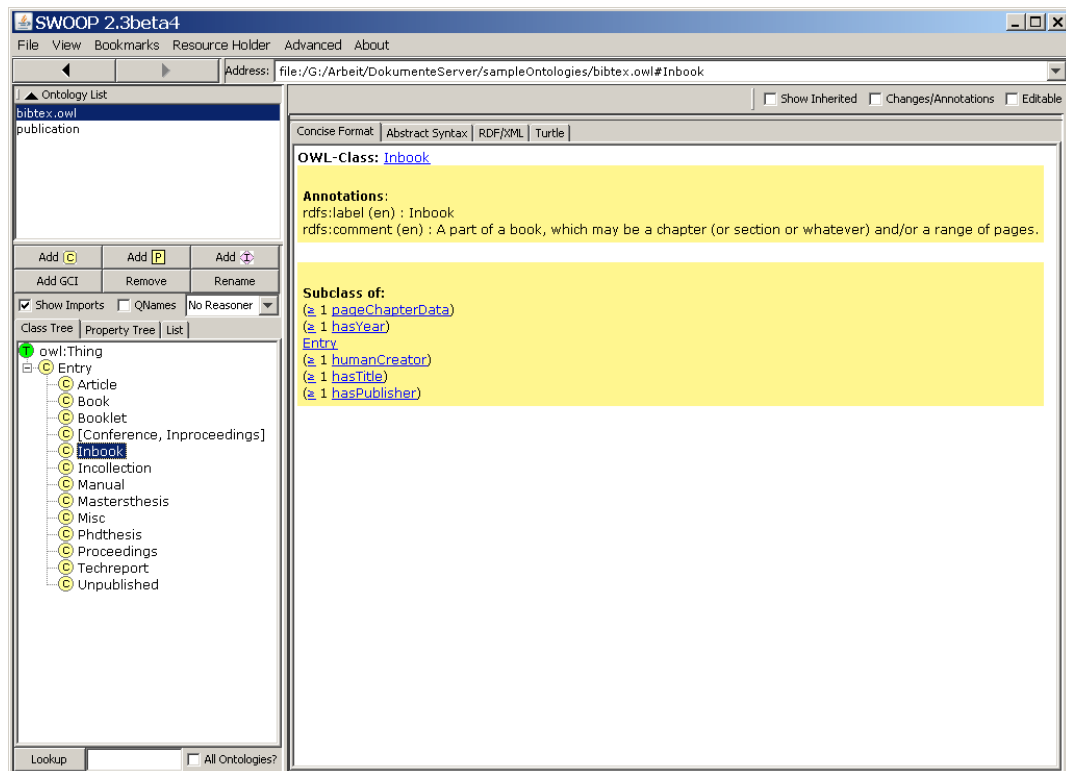 SWOOP 2.3beta4
File View Bookmarks Resource Holder Advanced About
Address: file:/G:/Arbeit/DokumenteServer/sampleOntologies/bibtex.owl#Inbook
Ontology List
bibtex.owl
publication
Add C Add P Add I
Add GCI Remove Rename
Show Imports QNames No Reasoner
Class Tree Property Tree List
T owl:Thing
C Entry
C Article
C Book
C Booklet
C [Conference, Inproceedings]
C Inbook
C Incollection
C Manual
C Mastersthesis
C Misc
C Phdthesis
C Proceedings
C Techreport
C Unpublished
Lookup All Ontologies?
Show Inherited Changes/Annotations Editable
Concise Format Abstract Syntax RDF/XML Turtle
OWL-Class: Inbook
Annotations:
rdfs:label (en) : Inbook
rdfs:comment (en) : A part of a book, which may be a chapter (or section or whatever) and/or a range of pages.
Subclass of:
(≥ 1 pageChapterData)
(≥ 1 hasYear)
Entry
(≥ 1 humanCreator)
(≥ 1 hasTitle)
(≥ 1 hasPublisher)